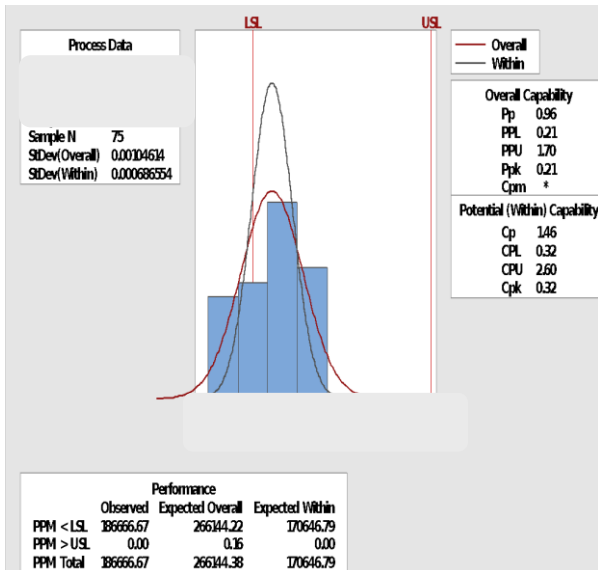 LSL USL
Process Data
Sample N 75
StDev(Overall) 0.00104614
StDev(Within) 0.000686554
Overall
Within
Overall Capability
Pp 0.96
PPL 0.21
PPU 1.70
Ppk 0.21
Cpm *
Potential (Within) Capability
Cp 1.46
CPL 0.32
CPU 2.60
Cpk 0.32
Performance
Observed Expected Overall Expected Within
PPM < LSL 186666.67 266144.22 170646.79
PPM > USL 0.00 0.16 0.00
PPM Total 186666.67 266144.38 170646.79